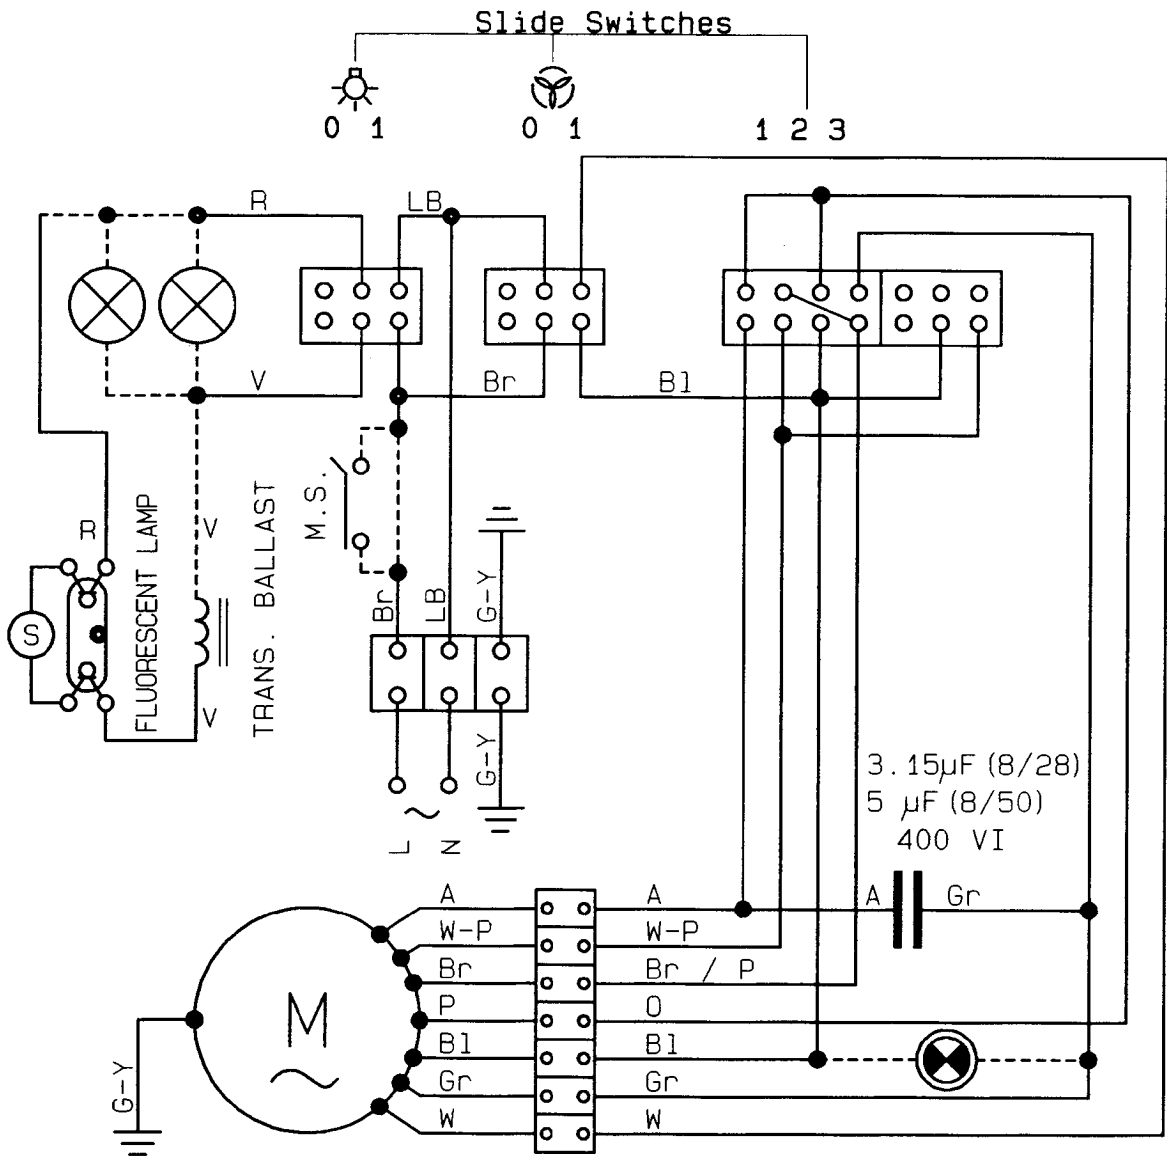 Slide Switches
0 1
0 1
1 2 3
R
LB
V
Br
Bl
M.S.
R
FLUORESCENT LAMP
V
TRANS. BALLAST
S
V
Br
LB
G-Y
G-Y
L
N
3.15µF (8/28)
5 µF (8/50)
400 VI
A
A
A
Gr
W-P
W-P
Br
Br / P
P
O
Bl
Bl
Gr
Gr
W
W
M
G-Y